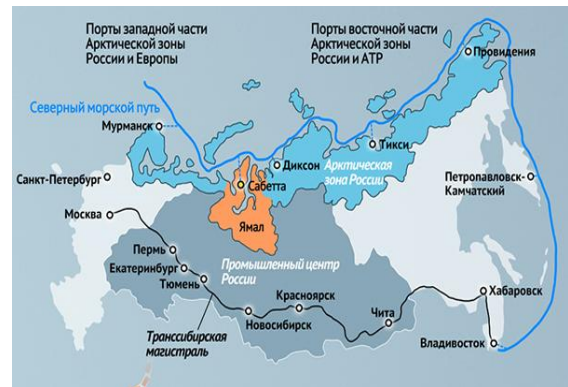 Порты западной части
Арктической зоны
России и Европы
Порты восточной части
Арктической зоны
России и АТР
Провидения
Северный морской путь
Мурманск
Тикси
Диксон
Арктическая
зона России
Санкт-Петербург
Сабетта
Петропавловск-
Камчатский
Москва
Ямал
Пермь
Промышленный центр
России
Екатеринбург
Тюмень
Красноярск
Чита
Хабаровск
Новосибирск
Транссибирская
магистраль
Владивосток